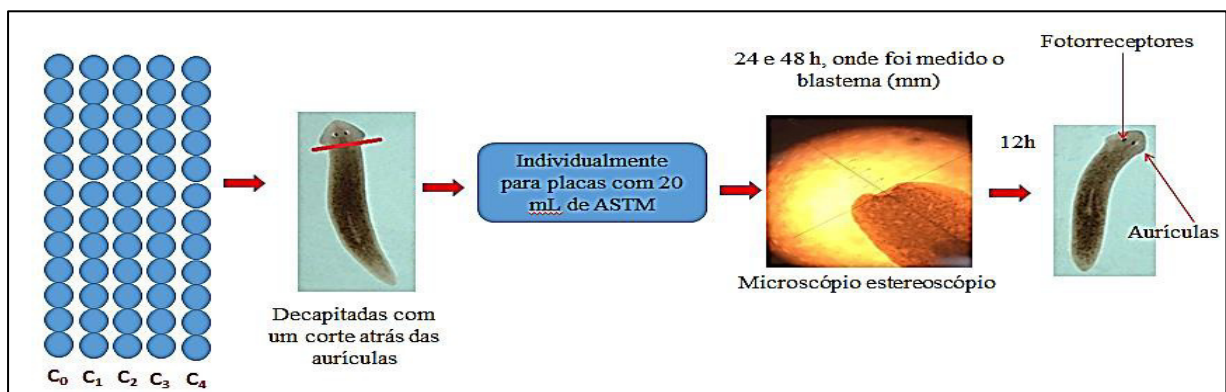 C0 C1 C2 C3 C4
Decapitadas com
um corte atrás das
aurículas
Individualmente
para placas com 20
mL de ASTM
24 e 48 h, onde foi medido o
blastema (mm)
Microscópio estereoscópio
12h
Fotorreceptores
Aurículas